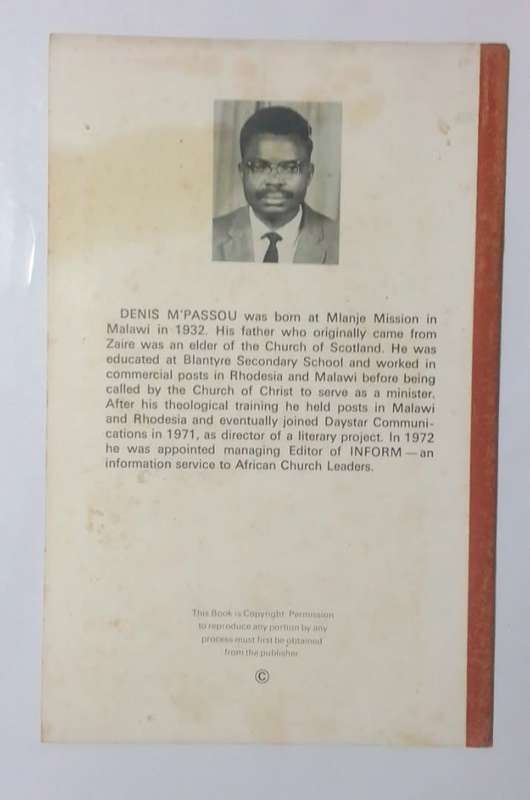 DENIS M'PASSOU was born at Mlanje Mission in
Malawi in 1932. His father who originally came from
Zaire was an elder of the Church of Scotland. He was
educated at Blantyre Secondary School and worked in
commercial posts in Rhodesia and Malawi before being
called by the Church of Christ to serve as a minister.
After his theological training he held posts in Malawi
and Rhodesia and eventually joined Daystar Communi-
cations in 1971, as director of a literary project. In 1972
he was appointed managing Editor of INFORM — an
information service to African Church Leaders.
This Book is Copyright. Permission
to reproduce any portion by any
process must first be obtained
from the publisher
©